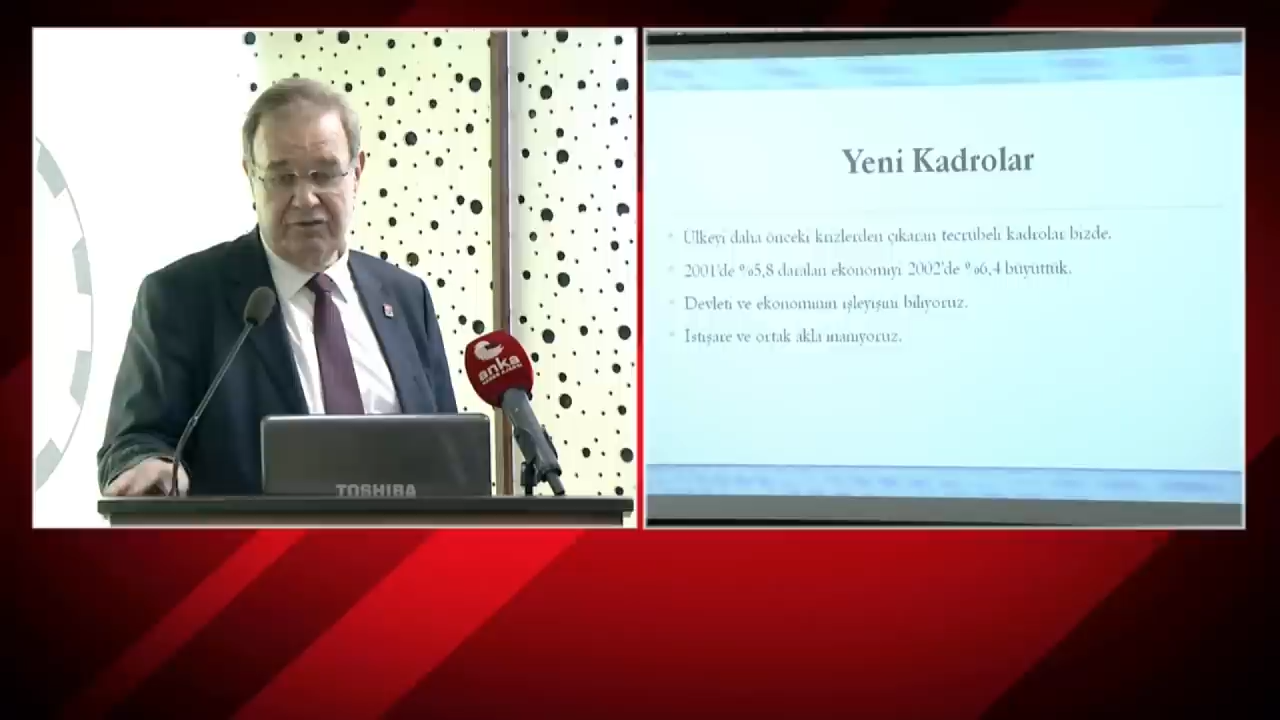 anka
TOSHIBA
Yeni Kadrolar
Ülkeyi daha önceki krizlerden çıkaran tecrübeli kadrolar bizde.
2001'de %5,8 daralan ekonomiyi 2002'de %6,4 büyüttük.
Devleti ve ekonominin işleyişini biliyoruz.
İstişare ve ortak akla inanıyoruz.